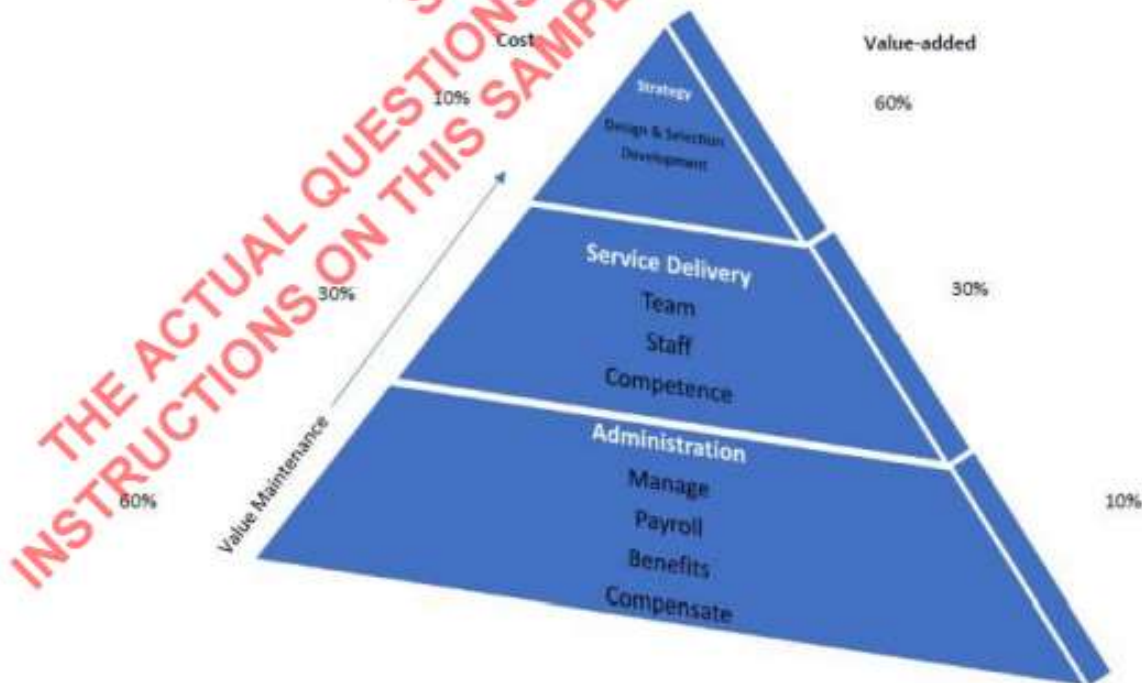 Cost
Value-added
10%
60%
Strategy
Design & Selection
Development
Service Delivery
Team
Staff
Competence
30%
30%
Administration
Manage
Payroll
Benefits
Compensate
60%
10%
Value Maintenance
THE ACTUAL QUESTIONS
INSTRUCTIONS ON THIS SAMPLE